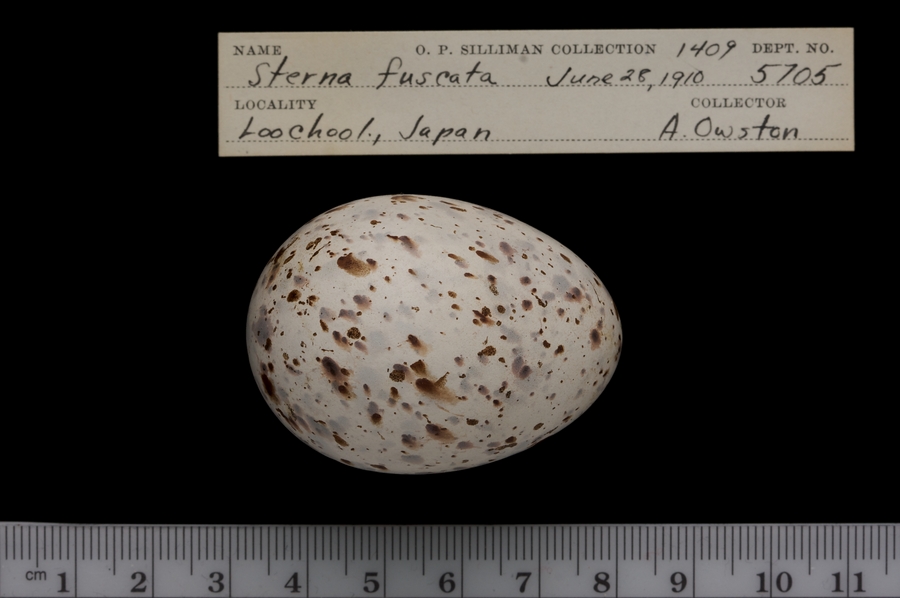 NAME O. P. SILLIMAN COLLECTION 1409 DEPT. NO.
Sterna fuscata June 28, 1910 5705
LOCALITY COLLECTOR
Loochool., Japan A. Owston
cm 1 2 3 4 5 6 7 8 9 10 11